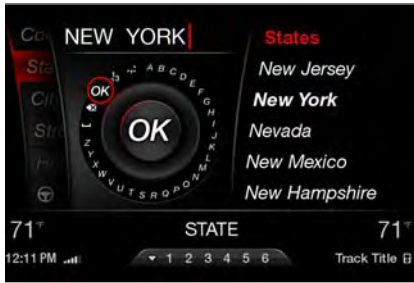 NEW YORK
States
New Jersey
New York
Nevada
New Mexico
New Hampshire
OK
OK
A B C D E F G H I J K L M N O P Q R S T U V W X Y Z
71°F
STATE
71°F
12:11 PM
1 2 3 4 5 6
Track Title